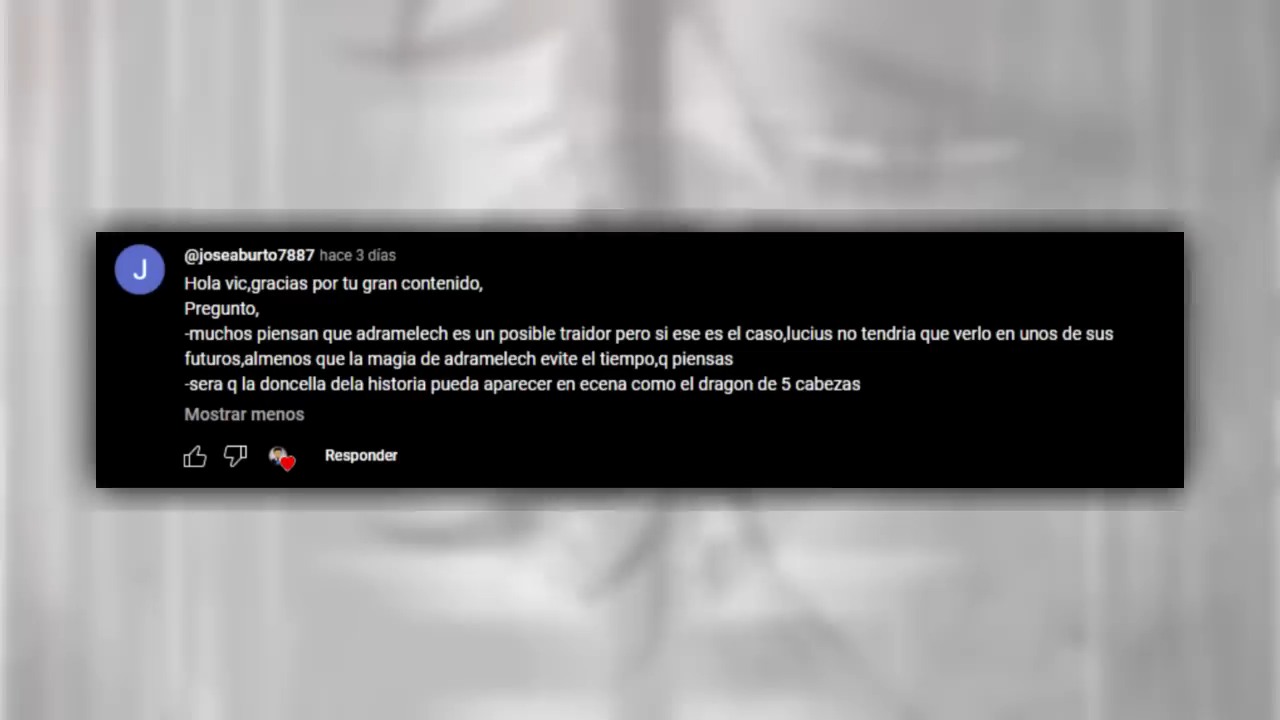 J
@joseaburto7887 hace 3 días
Hola vic,gracias por tu gran contenido,
Pregunto,
-muchos piensan que adramelech es un posible traidor pero si ese es el caso,lucius no tendria que verlo en unos de sus
futuros,almenos que la magia de adramelech evite el tiempo,q piensas
-sera q la doncella dela historia pueda aparecer en ecena como el dragon de 5 cabezas
Mostrar menos
Responder